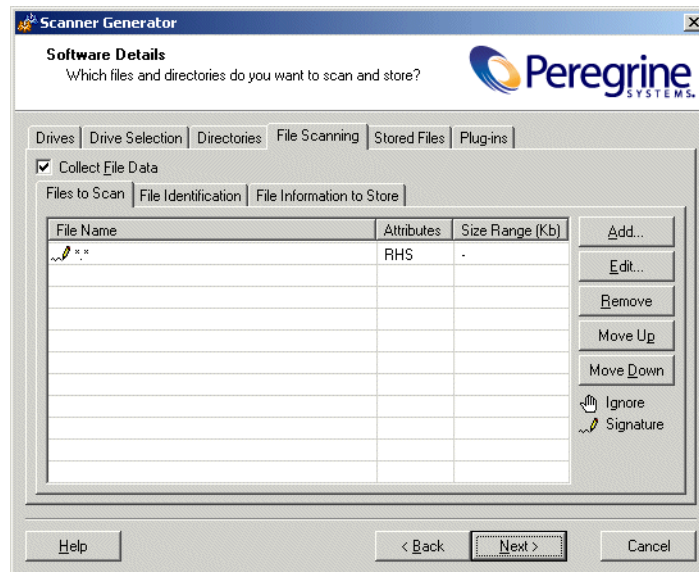 Scanner Generator
Software Details
Which files and directories do you want to scan and store?
Peregrine
SYSTEMS.
Drives Drive Selection Directories File Scanning Stored Files Plug-ins
Collect File Data
Files to Scan File Identification File Information to Store
File Name Attributes Size Range (Kb)
*.* RHS -
Add...
Edit...
Remove
Move Up
Move Down
Ignore
Signature
Help < Back Next > Cancel